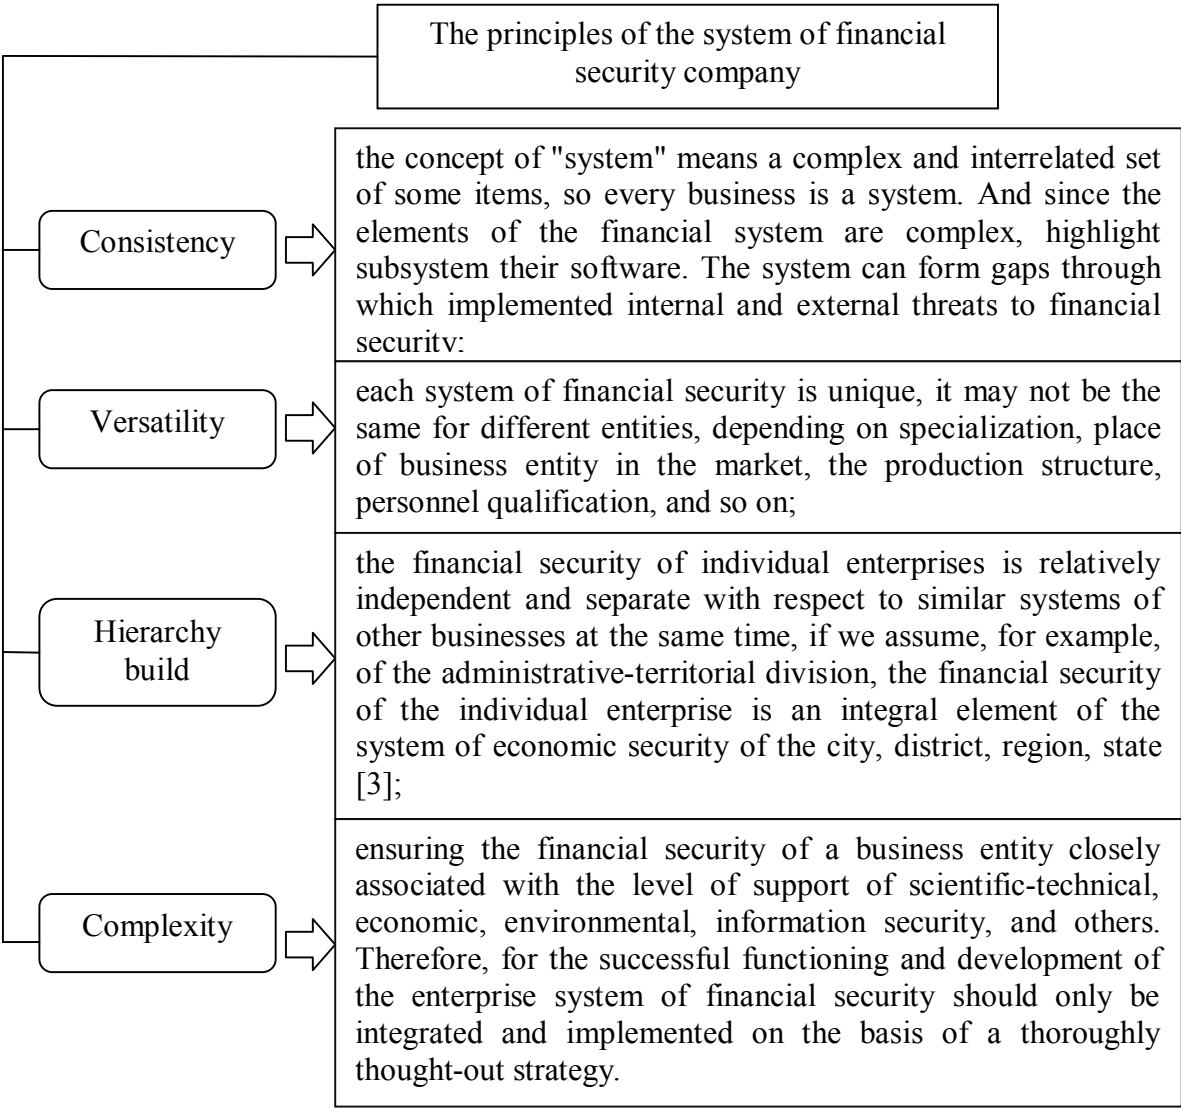 The principles of the system of financial
security company
Consistency
the concept of "system" means a complex and interrelated set
of some items, so every business is a system. And since the
elements of the financial system are complex, highlight
subsystem their software. The system can form gaps through
which implemented internal and external threats to financial
security;
Versatility
each system of financial security is unique, it may not be the
same for different entities, depending on specialization, place
of business entity in the market, the production structure,
personnel qualification, and so on;
Hierarchy
build
the financial security of individual enterprises is relatively
independent and separate with respect to similar systems of
other businesses at the same time, if we assume, for example,
of the administrative-territorial division, the financial security
of the individual enterprise is an integral element of the
system of economic security of the city, district, region, state
[3];
Complexity
ensuring the financial security of a business entity closely
associated with the level of support of scientific-technical,
economic, environmental, information security, and others.
Therefore, for the successful functioning and development of
the enterprise system of financial security should only be
integrated and implemented on the basis of a thoroughly
thought-out strategy.